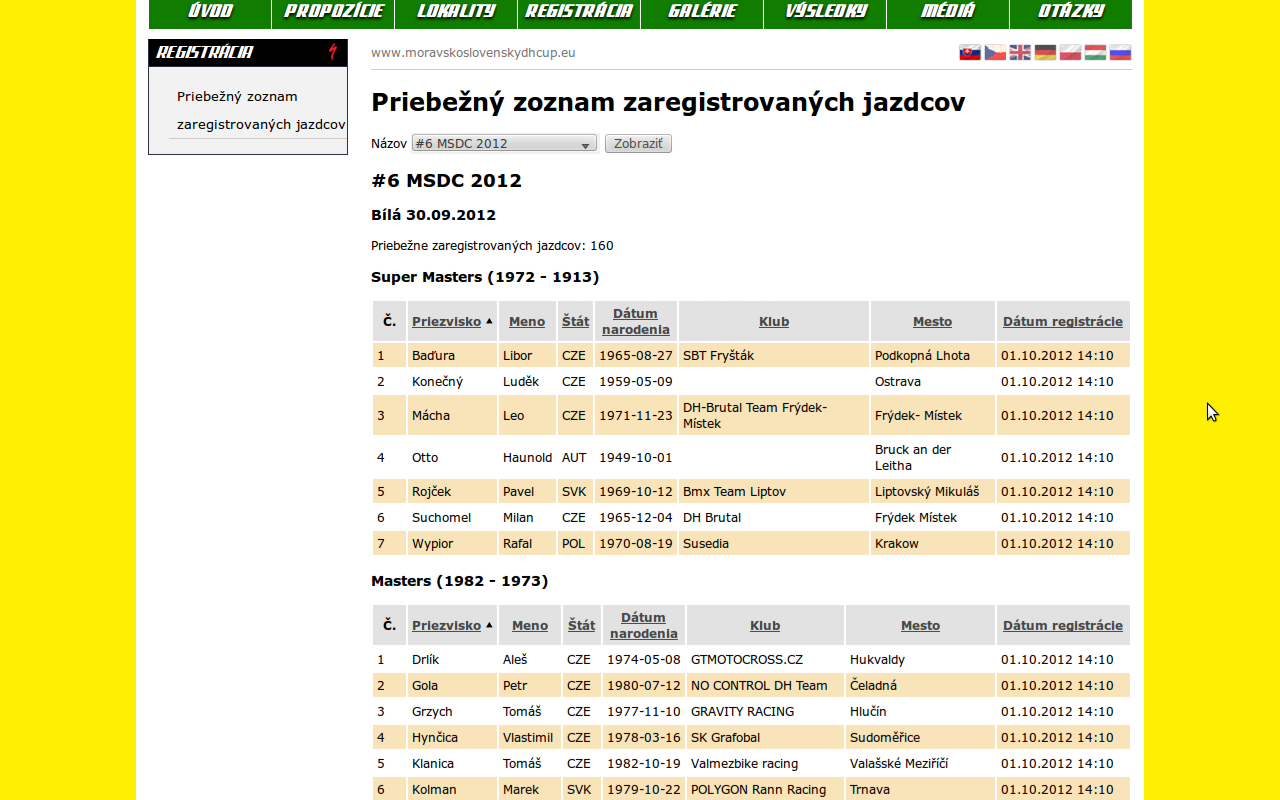 ÚVOD PROPOZÍCIE LOKALITY REGISTRÁCIA GALÉRIE VÝSLEDKY MÉDIÁ OTÁZKY
REGISTRÁCIA
Priebežný zoznam
zaregistrovaných jazdcov
www.moravskoslovenskydhcup.eu
Priebežný zoznam zaregistrovaných jazdcov
Názov #6 MSDC 2012 Zobraziť
#6 MSDC 2012
Bílá 30.09.2012
Priebežne zaregistrovaných jazdcov: 160
Super Masters (1972 - 1913)
Č. Priezvisko Meno Štát Dátum narodenia Klub Mesto Dátum registrácie
1 Baďura Libor CZE 1965-08-27 SBT Fryšták Podkopná Lhota 01.10.2012 14:10
2 Konečný Luděk CZE 1959-05-09 Ostrava 01.10.2012 14:10
3 Mácha Leo CZE 1971-11-23 DH-Brutal Team Frýdek-Místek Frýdek- Místek 01.10.2012 14:10
4 Otto Haunold AUT 1949-10-01 Bruck an der Leitha 01.10.2012 14:10
5 Rojček Pavel SVK 1969-10-12 Bmx Team Liptov Liptovský Mikuláš 01.10.2012 14:10
6 Suchomel Milan CZE 1965-12-04 DH Brutal Frýdek Místek 01.10.2012 14:10
7 Wypior Rafal POL 1970-08-19 Susedia Krakow 01.10.2012 14:10
Masters (1982 - 1973)
Č. Priezvisko Meno Štát Dátum narodenia Klub Mesto Dátum registrácie
1 Drlík Aleš CZE 1974-05-08 GTMOTOCROSS.CZ Hukvaldy 01.10.2012 14:10
2 Gola Petr CZE 1980-07-12 NO CONTROL DH Team Čeladná 01.10.2012 14:10
3 Grzych Tomáš CZE 1977-11-10 GRAVITY RACING Hlučín 01.10.2012 14:10
4 Hynčica Vlastimil CZE 1978-03-16 SK Grafobal Sudoměřice 01.10.2012 14:10
5 Klanica Tomáš CZE 1982-10-19 Valmezbike racing Valašské Meziříčí 01.10.2012 14:10
6 Kolman Marek SVK 1979-10-22 POLYGON Rann Racing Trnava 01.10.2012 14:10